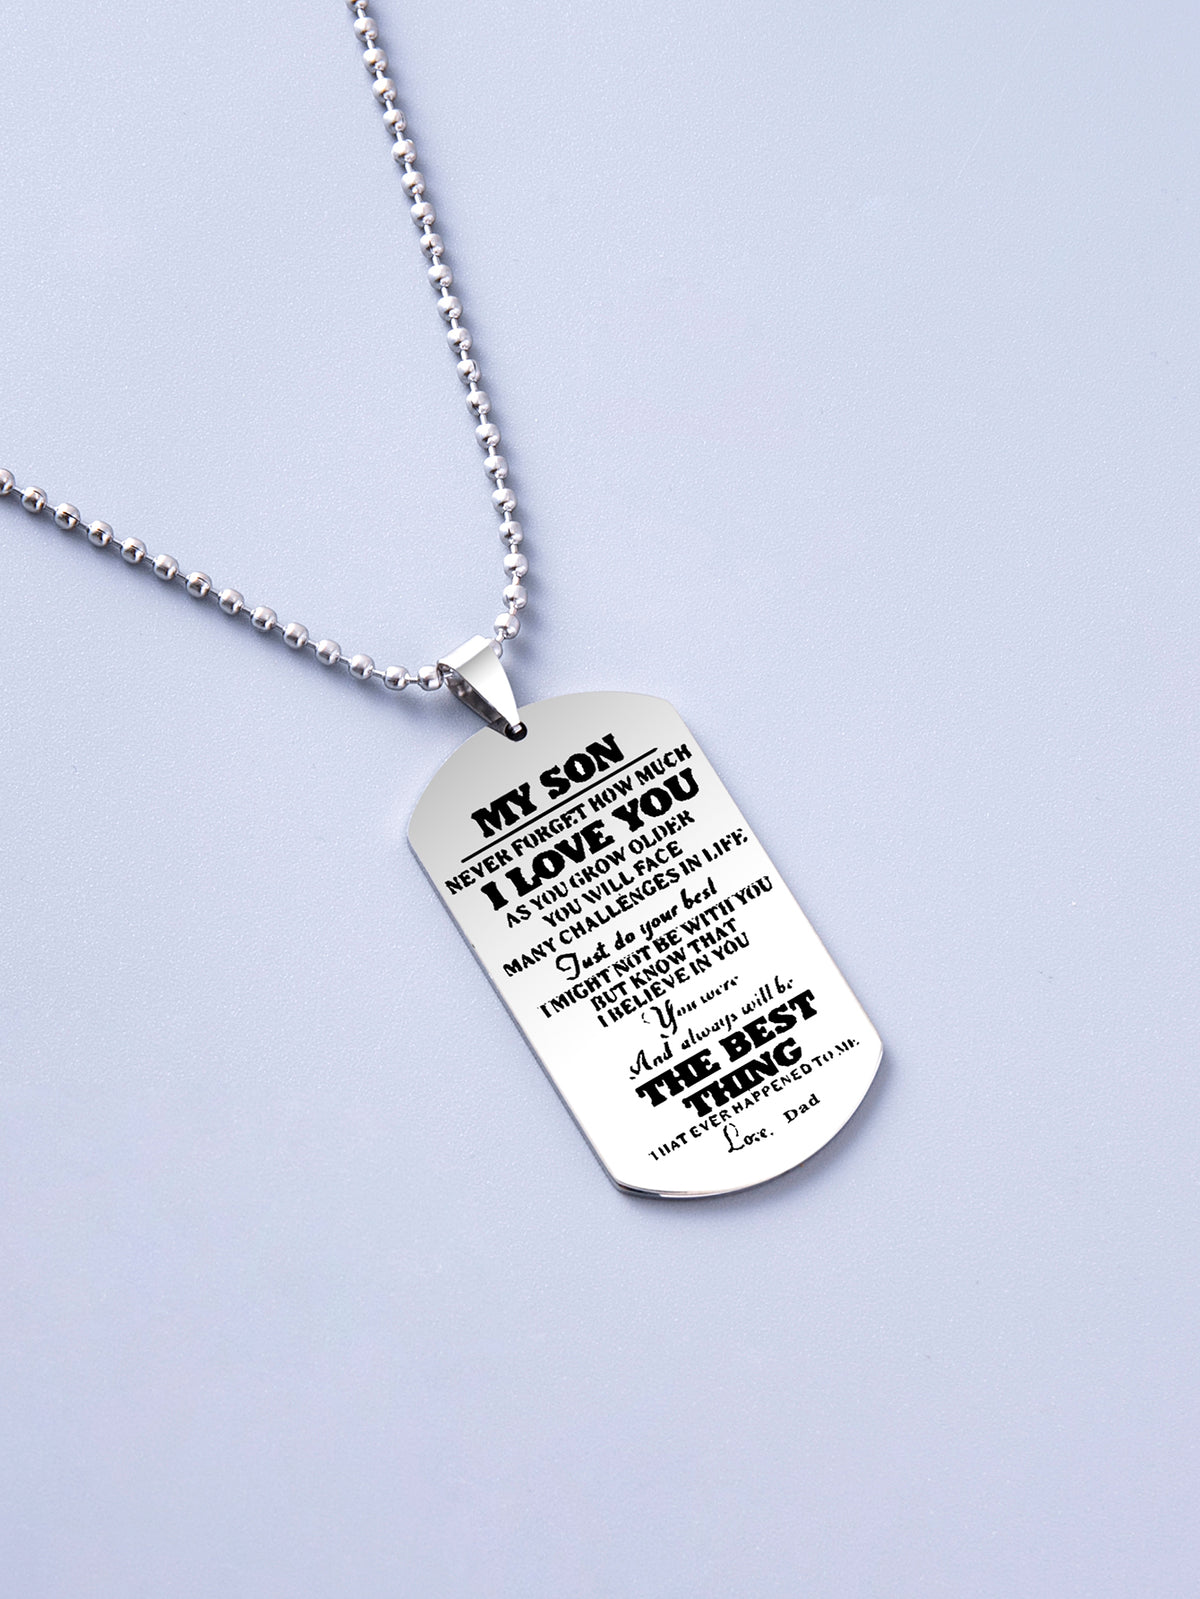 MY SON
NEVER FORGET HOW MUCH
I LOVE YOU
AS YOU GROW OLDER
YOU WILL FACE
MANY CHALLENGES IN LIFE
Just do your best
I MIGHT NOT BE WITH YOU
BUT KNOW THAT
I BELIEVE IN YOU
You were
And always will be
THE BEST
THING
THAT EVER HAPPENED TO ME
Love, Dad